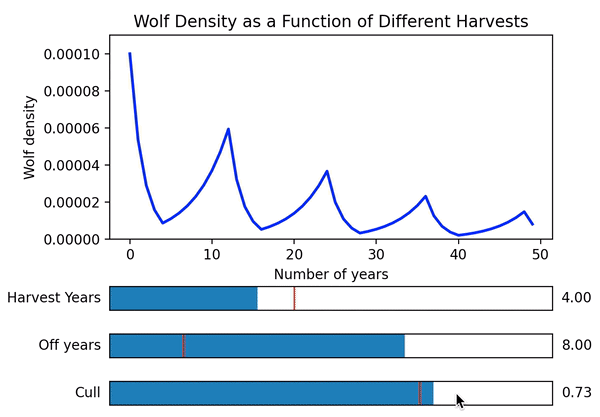 Wolf Density as a Function of Different Harvests
Wolf density
0.00010
0.00008
0.00006
0.00004
0.00002
0.00000
0 10 20 30 40 50
Number of years
Harvest Years 4.00
Off years 8.00
Cull 0.73